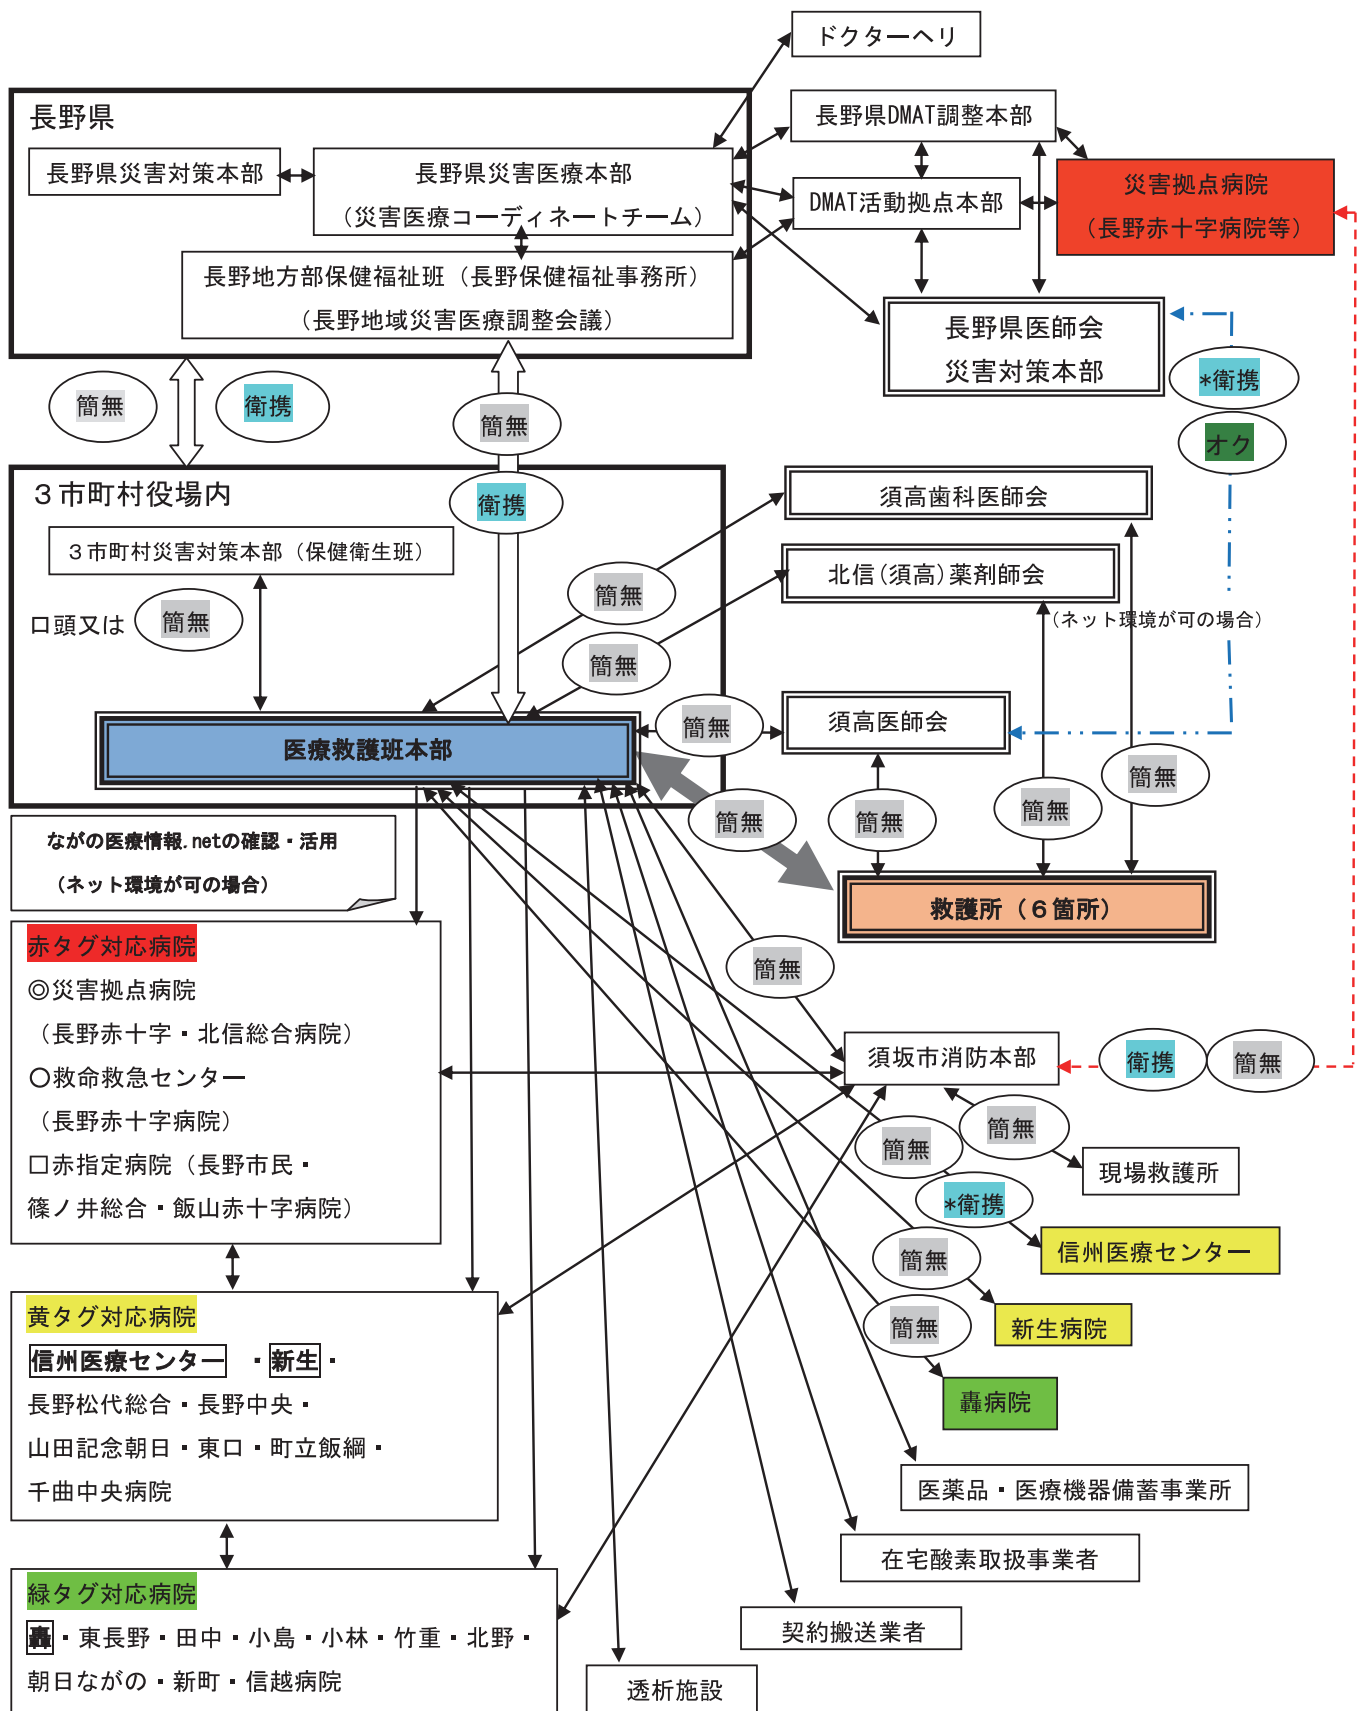 ドクターヘリ
長野県
長野県災害対策本部
長野県災害医療本部
（災害医療コーディネートチーム）
長野地方部保健福祉班（長野保健福祉事務所）
（長野地域災害医療調整会議）
長野県DMAT調整本部
DMAT活動拠点本部
災害拠点病院
（長野赤十字病院等）
長野県医師会
災害対策本部
簡無
衛携
簡無
衛携
*衛携
オク
３市町村役場内
３市町村災害対策本部（保健衛生班）
口頭又は
簡無
簡無
簡無
簡無
須高歯科医師会
北信(須高)薬剤師会
（ネット環境が可の場合）
須高医師会
医療救護班本部
簡無
簡無
簡無
簡無
救護所（６箇所）
ながの医療情報.netの確認・活用
（ネット環境が可の場合）
簡無
赤タグ対応病院
◎災害拠点病院
（長野赤十字・北信総合病院）
〇救命救急センター
（長野赤十字病院）
□赤指定病院（長野市民・
篠ノ井総合・飯山赤十字病院）
須坂市消防本部
衛携
簡無
簡無
現場救護所
簡無
*衛携
信州医療センター
簡無
新生病院
簡無
轟病院
黄タグ対応病院
信州医療センター ・新生・
長野松代総合・長野中央・
山田記念朝日・東口・町立飯綱・
千曲中央病院
医薬品・医療機器備蓄事業所
在宅酸素取扱事業者
契約搬送業者
透析施設
緑タグ対応病院
轟・東長野・田中・小島・小林・竹重・北野・
朝日ながの・新町・信越病院